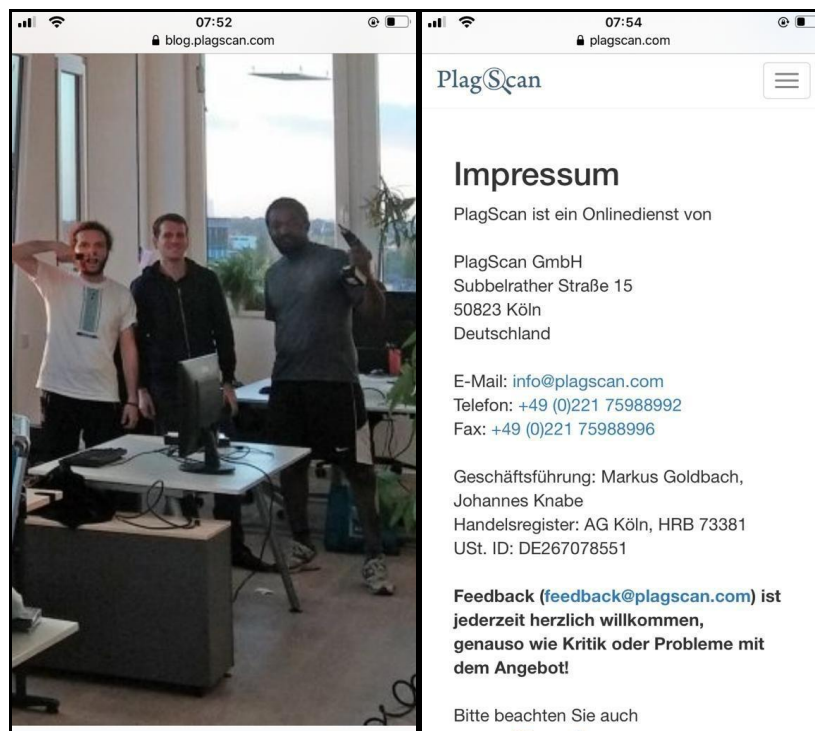 07:52
blog.plagscan.com
07:54
plagscan.com
PlagScan
Impressum
PlagScan ist ein Onlinedienst von
PlagScan GmbH
Subbelrather Straße 15
50823 Köln
Deutschland
E-Mail: info@plagscan.com
Telefon: +49 (0)221 75988992
Fax: +49 (0)221 75988996
Geschäftsführung: Markus Goldbach,
Johannes Knabe
Handelsregister: AG Köln, HRB 73381
USt. ID: DE267078551
Feedback (feedback@plagscan.com) ist
jederzeit herzlich willkommen,
genauso wie Kritik oder Probleme mit
dem Angebot!
Bitte beachten Sie auch